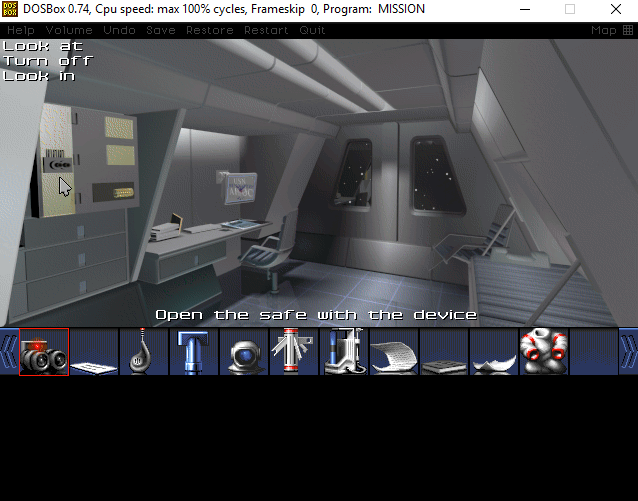 DOSBox 0.74, Cpu speed: max 100% cycles, Frameskip 0, Program: MISSION
Help Volume Undo Save Restore Restart Quit Map
Look at
Turn off
Look in
Open the safe with the device